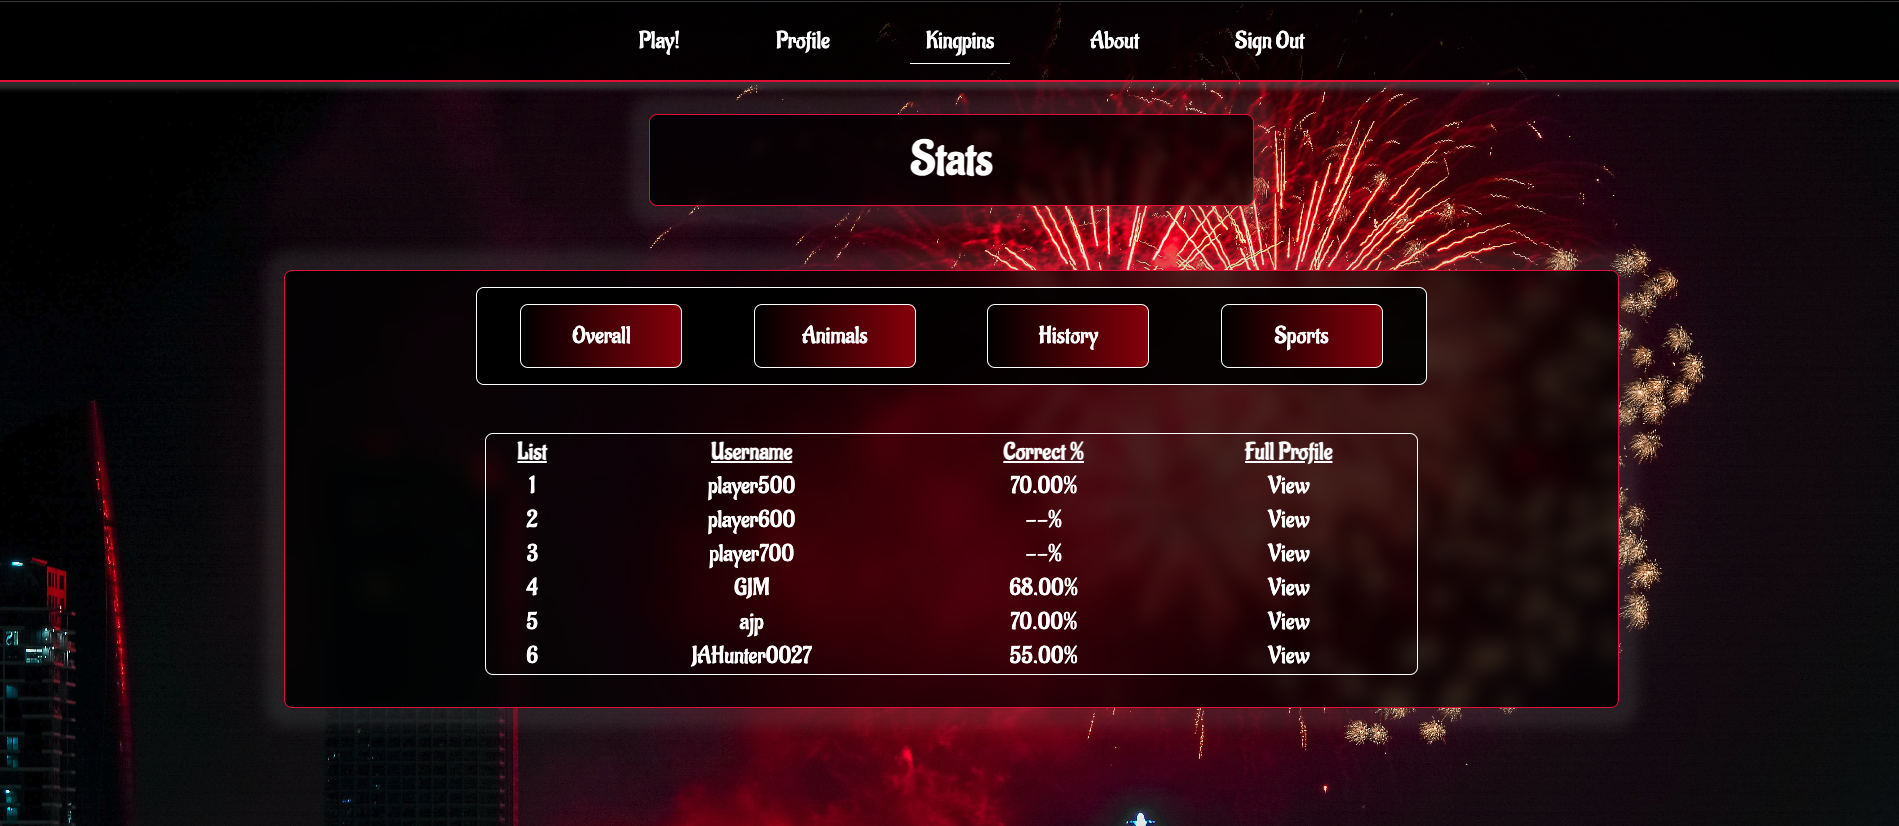 Play! Profile Kingpins About Sign Out
Stats
Overall Animals History Sports
List Username Correct % Full Profile
1 player500 70.00% View
2 player600 --% View
3 player700 --% View
4 GJM 68.00% View
5 ajp 70.00% View
6 JAHunter0027 55.00% View